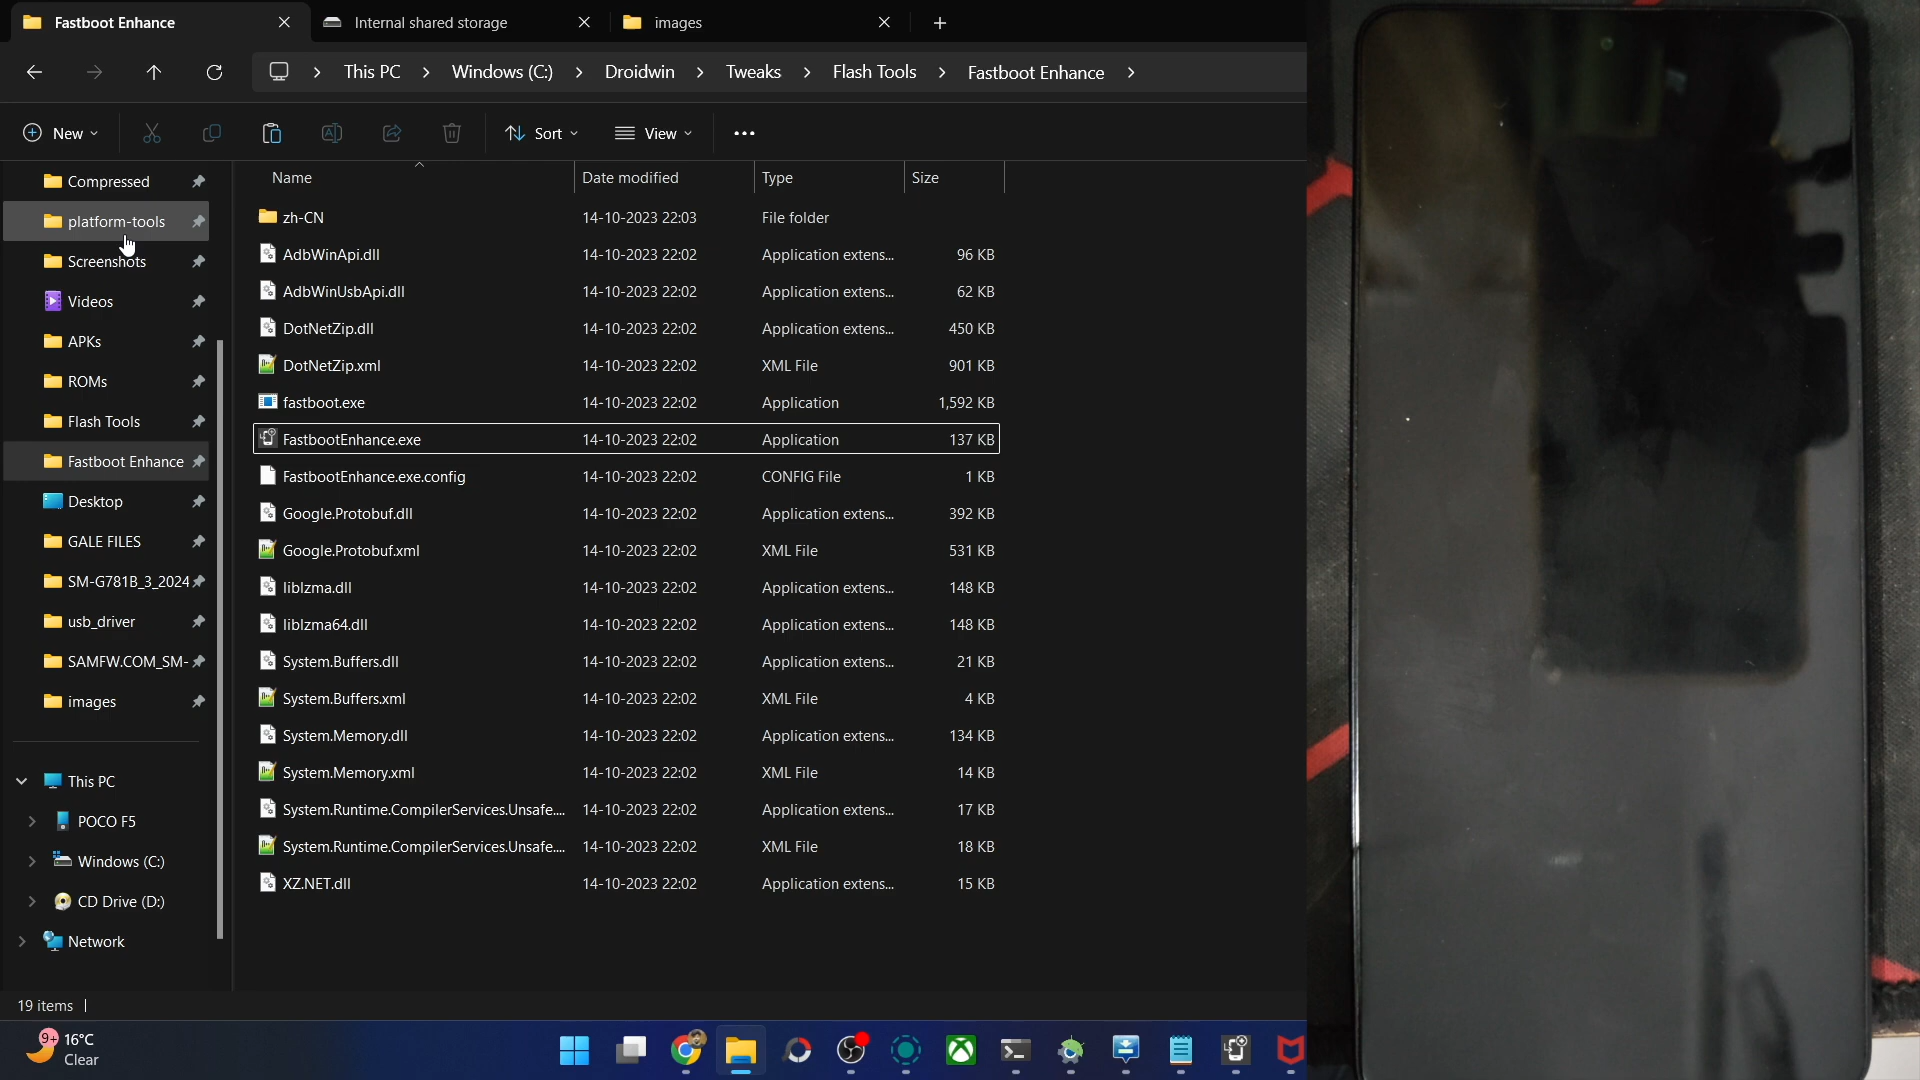 Fastboot Enhance
Internal shared storage
images
This PC
Windows (C:)
Droidwin
Tweaks
Flash Tools
Fastboot Enhance
New
Sort
View
Compressed
platform-tools
Screenshots
Videos
APKs
ROMs
Flash Tools
Fastboot Enhance
Desktop
GALE FILES
SM-G781B_3_2024
usb_driver
SAMFW.COM_SM-
images
This PC
POCO F5
Windows (C:)
CD Drive (D:)
Network
Name Date modified Type Size
zh-CN 14-10-2023 22:03 File folder
AdbWinApi.dll 14-10-2023 22:02 Application extens... 96 KB
AdbWinUsbApi.dll 14-10-2023 22:02 Application extens... 62 KB
DotNetZip.dll 14-10-2023 22:02 Application extens... 450 KB
DotNetZip.xml 14-10-2023 22:02 XML File 901 KB
fastboot.exe 14-10-2023 22:02 Application 1,592 KB
FastbootEnhance.exe 14-10-2023 22:02 Application 137 KB
FastbootEnhance.exe.config 14-10-2023 22:02 CONFIG File 1 KB
Google.Protobuf.dll 14-10-2023 22:02 Application extens... 392 KB
Google.Protobuf.xml 14-10-2023 22:02 XML File 531 KB
liblzma.dll 14-10-2023 22:02 Application extens... 148 KB
liblzma64.dll 14-10-2023 22:02 Application extens... 148 KB
System.Buffers.dll 14-10-2023 22:02 Application extens... 21 KB
System.Buffers.xml 14-10-2023 22:02 XML File 4 KB
System.Memory.dll 14-10-2023 22:02 Application extens... 134 KB
System.Memory.xml 14-10-2023 22:02 XML File 14 KB
System.Runtime.CompilerServices.Unsafe.... 14-10-2023 22:02 Application extens... 17 KB
System.Runtime.CompilerServices.Unsafe.... 14-10-2023 22:02 XML File 18 KB
XZ.NET.dll 14-10-2023 22:02 Application extens... 15 KB
19 items
9+
16°C
Clear